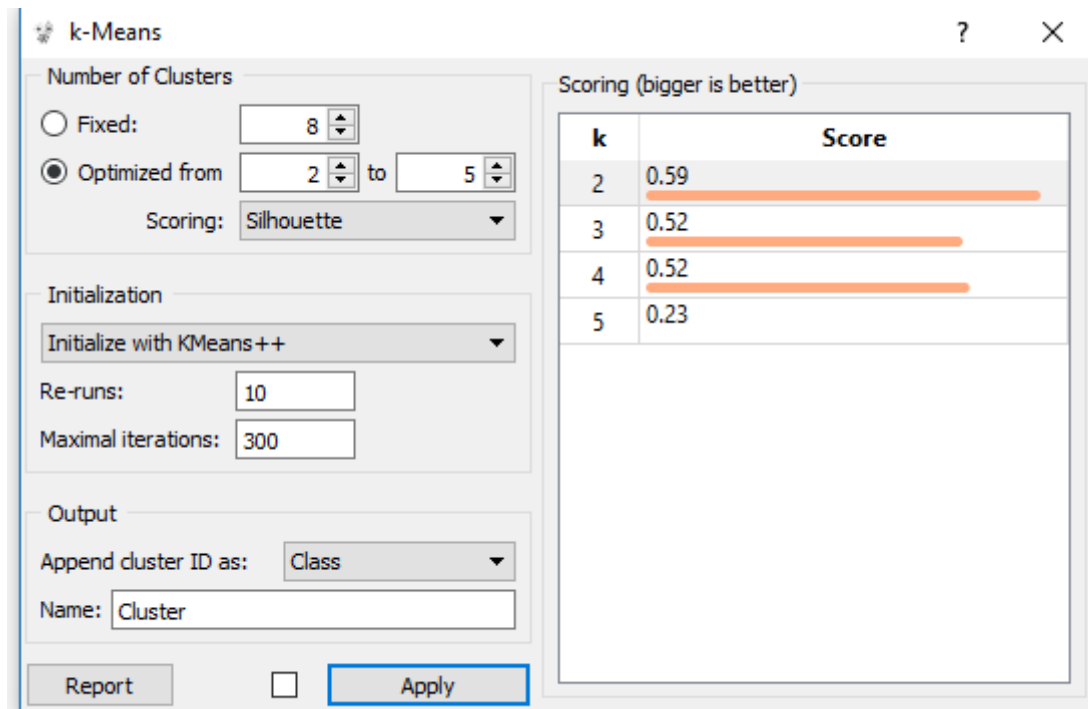 k-Means ? ×
Number of Clusters
Fixed: 8
Optimized from 2 to 5
Scoring: Silhouette
Initialization
Initialize with KMeans++
Re-runs: 10
Maximal iterations: 300
Output
Append cluster ID as: Class
Name: Cluster
Report Apply
Scoring (bigger is better)
k Score
2 0.59
3 0.52
4 0.52
5 0.23